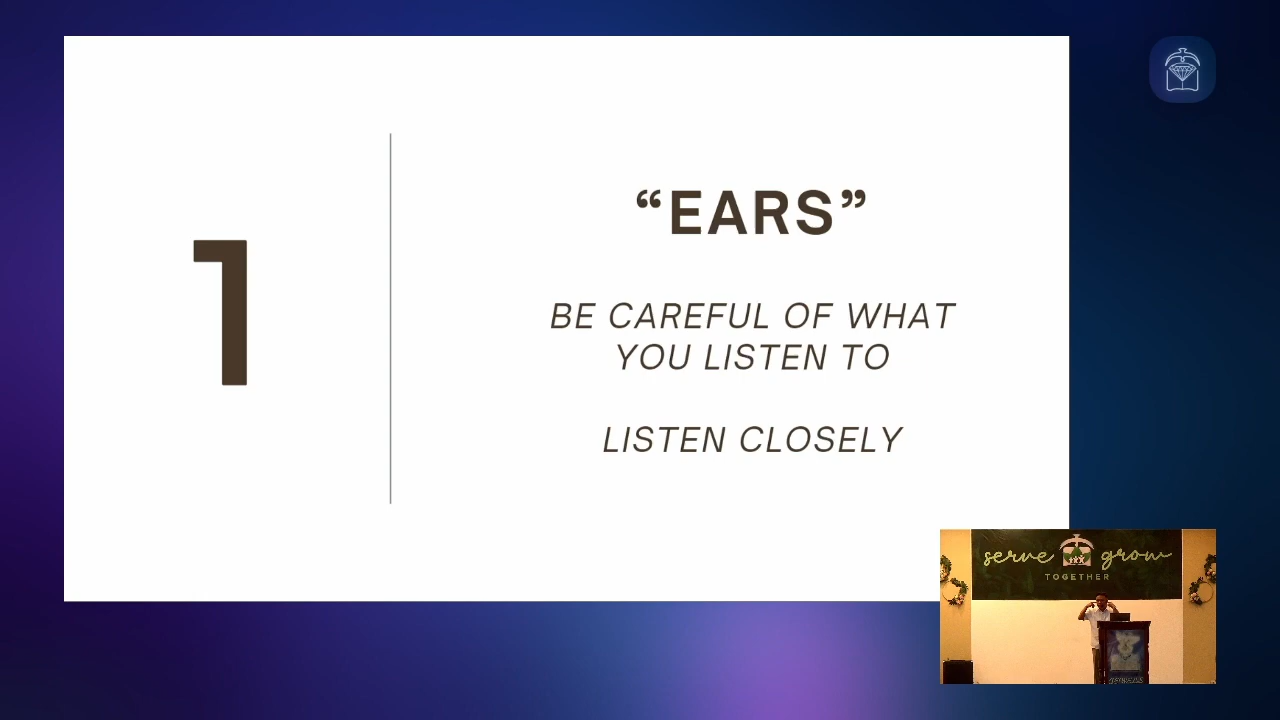 1
“EARS”
BE CAREFUL OF WHAT
YOU LISTEN TO
LISTEN CLOSELY
serve grow
TOGETHER